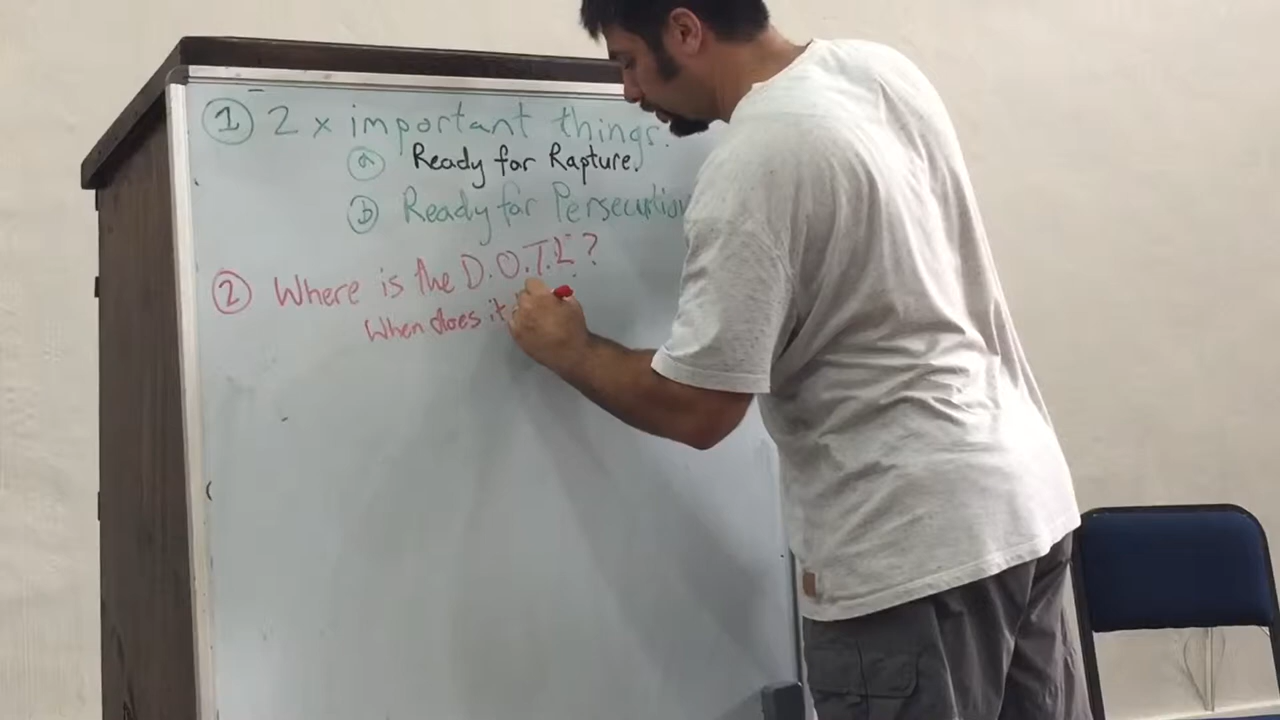 ① 2 x important things.
ⓐ Ready for Rapture.
ⓑ Ready for Persecution
② Where is the D.O.T.L?
When does it